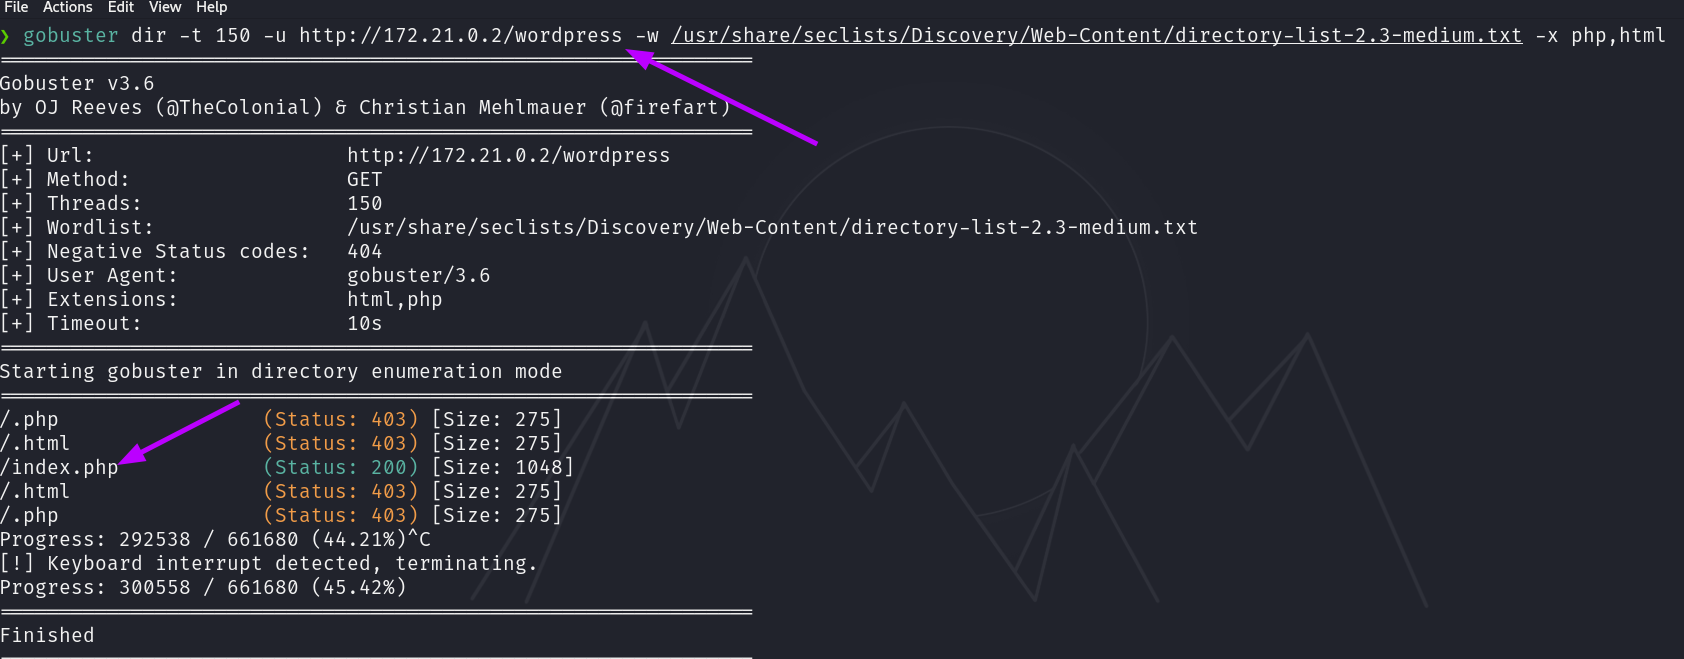 File Actions Edit View Help
❯ gobuster dir -t 150 -u http://172.21.0.2/wordpress -w /usr/share/seclists/Discovery/Web-Content/directory-list-2.3-medium.txt -x php,html
===============================================================
Gobuster v3.6
by OJ Reeves (@TheColonial) & Christian Mehlmauer (@firefart)
===============================================================
[+] Url:                     http://172.21.0.2/wordpress
[+] Method:                  GET
[+] Threads:                 150
[+] Wordlist:                /usr/share/seclists/Discovery/Web-Content/directory-list-2.3-medium.txt
[+] Negative Status codes:   404
[+] User Agent:              gobuster/3.6
[+] Extensions:              html,php
[+] Timeout:                 10s
===============================================================
Starting gobuster in directory enumeration mode
===============================================================
/.php                 (Status: 403) [Size: 275]
/.html                (Status: 403) [Size: 275]
/index.php            (Status: 200) [Size: 1048]
/.html                (Status: 403) [Size: 275]
/.php                 (Status: 403) [Size: 275]
Progress: 292538 / 661680 (44.21%)^C
[!] Keyboard interrupt detected, terminating.
Progress: 300558 / 661680 (45.42%)
===============================================================
Finished
===============================================================